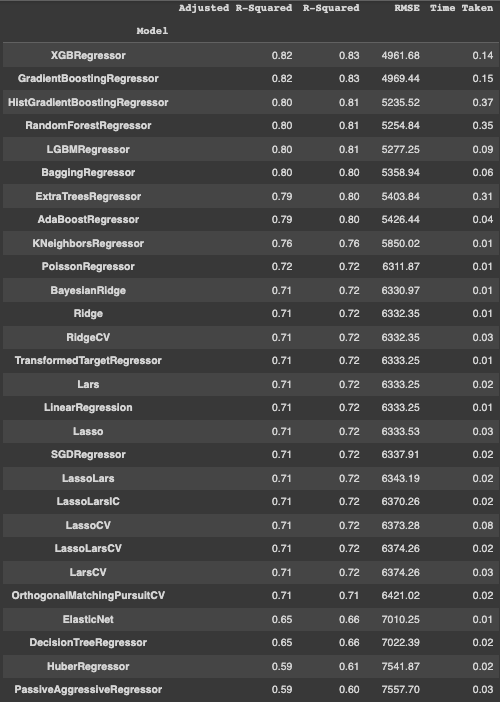 Adjusted R-Squared R-Squared RMSE Time Taken
Model
XGBRegressor 0.82 0.83 4961.68 0.14
GradientBoostingRegressor 0.82 0.83 4969.44 0.15
HistGradientBoostingRegressor 0.80 0.81 5235.52 0.37
RandomForestRegressor 0.80 0.81 5254.84 0.35
LGBMRegressor 0.80 0.81 5277.25 0.09
BaggingRegressor 0.80 0.80 5358.94 0.06
ExtraTreesRegressor 0.79 0.80 5403.84 0.31
AdaBoostRegressor 0.79 0.80 5426.44 0.04
KNeighborsRegressor 0.76 0.76 5850.02 0.01
PoissonRegressor 0.72 0.72 6311.87 0.01
BayesianRidge 0.71 0.72 6330.97 0.01
Ridge 0.71 0.72 6332.35 0.01
RidgeCV 0.71 0.72 6332.35 0.03
TransformedTargetRegressor 0.71 0.72 6333.25 0.01
Lars 0.71 0.72 6333.25 0.02
LinearRegression 0.71 0.72 6333.25 0.01
Lasso 0.71 0.72 6333.53 0.03
SGDRegressor 0.71 0.72 6337.91 0.02
LassoLars 0.71 0.72 6343.19 0.02
LassoLarsIC 0.71 0.72 6370.26 0.02
LassoCV 0.71 0.72 6373.28 0.08
LassoLarsCV 0.71 0.72 6374.26 0.02
LarsCV 0.71 0.72 6374.26 0.03
OrthogonalMatchingPursuitCV 0.71 0.71 6421.02 0.02
ElasticNet 0.65 0.66 7010.25 0.01
DecisionTreeRegressor 0.65 0.66 7022.39 0.02
HuberRegressor 0.59 0.61 7541.87 0.02
PassiveAggressiveRegressor 0.59 0.60 7557.70 0.03